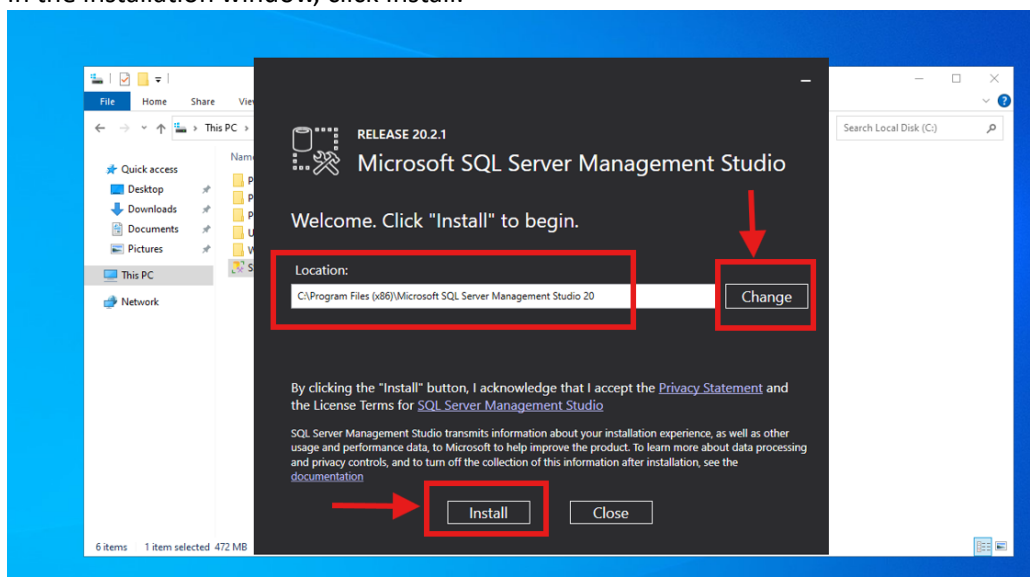 In the installation window, click Install.
File Home Share Vie
This PC
Search Local Disk (C:)
Quick access
Desktop
Downloads
Documents
Pictures
This PC
Network
Nam
P
P
P
U
W
S
RELEASE 20.2.1
Microsoft SQL Server Management Studio
Welcome. Click "Install" to begin.
Location:
C:\Program Files (x86)\Microsoft SQL Server Management Studio 20
Change
By clicking the "Install" button, I acknowledge that I accept the Privacy Statement and
the License Terms for SQL Server Management Studio
SQL Server Management Studio transmits information about your installation experience, as well as other
usage and performance data, to Microsoft to help improve the product. To learn more about data processing
and privacy controls, and to turn off the collection of this information after installation, see the
documentation
Install Close
6 items 1 item selected 472 MB